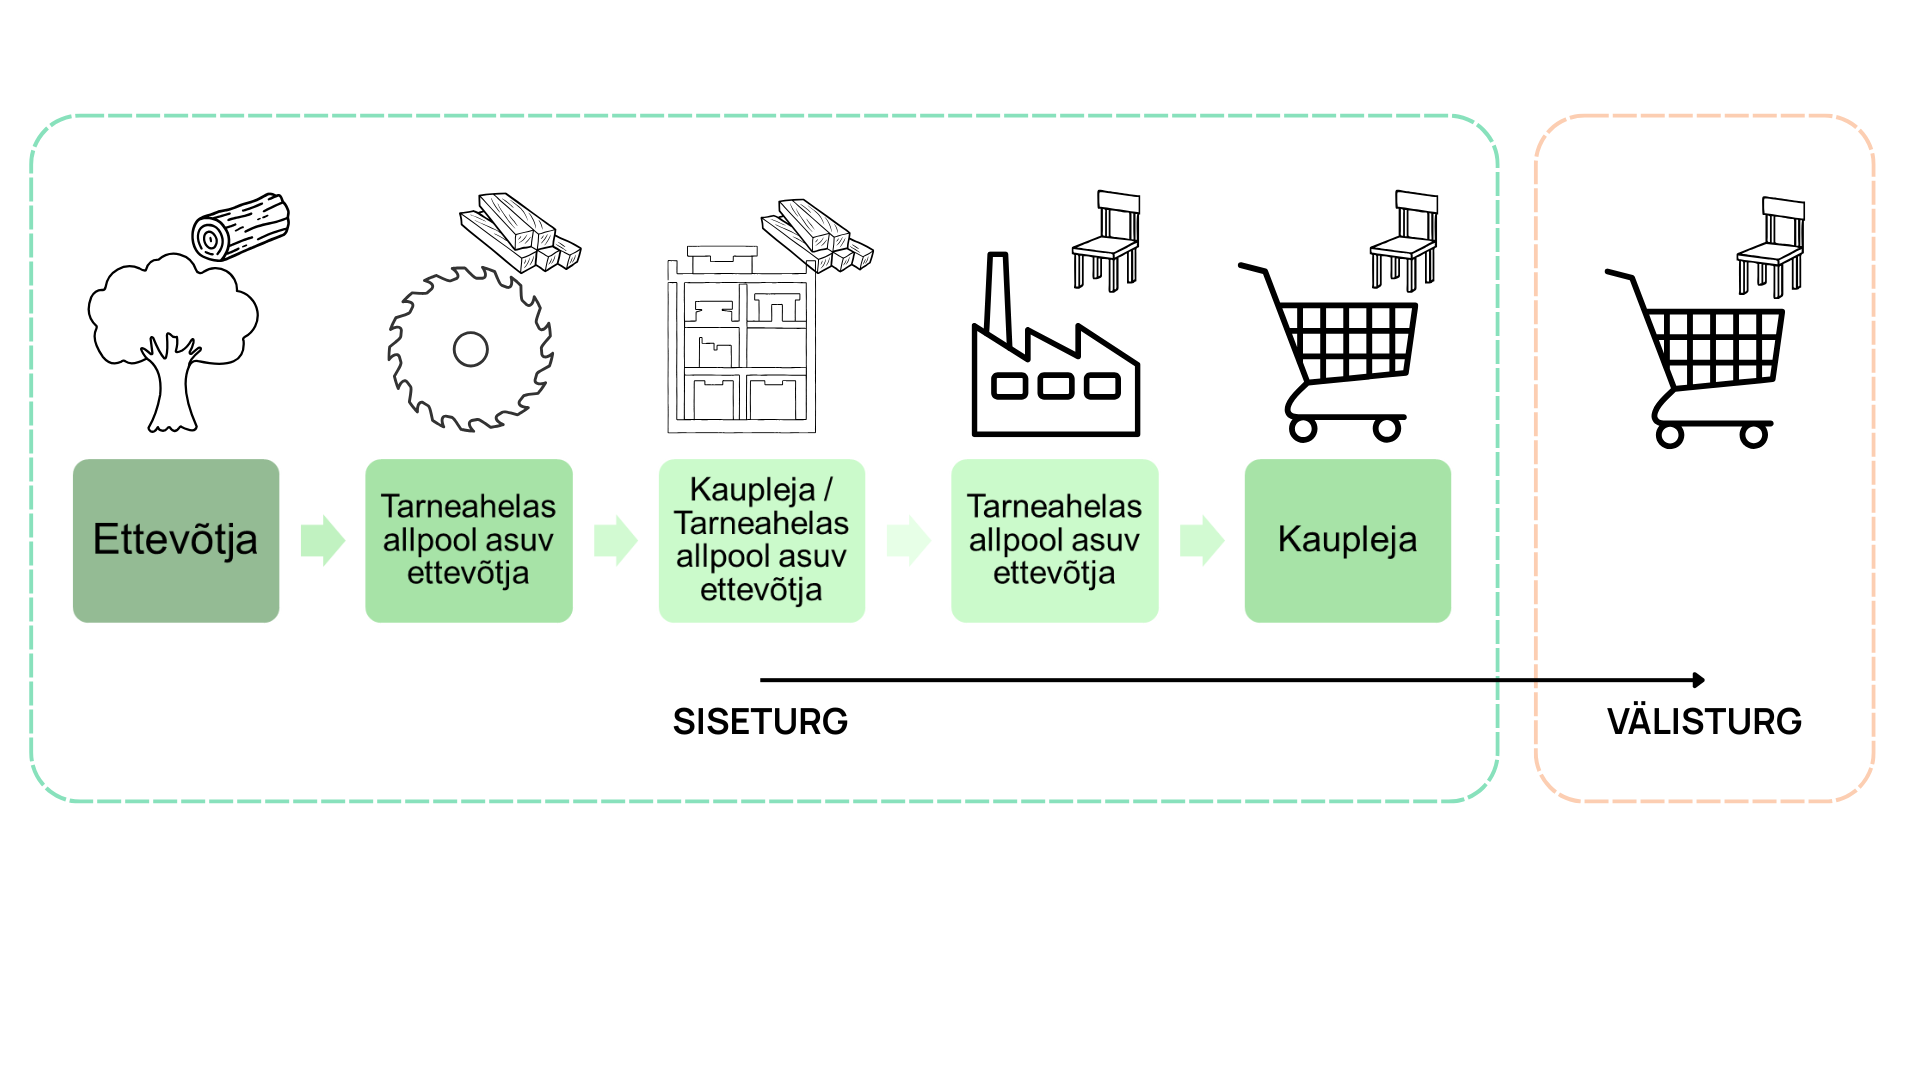 Ettevõtja
Tarneahelas
allpool asuv
ettevõtja
Kaupleja /
Tarneahelas
allpool asuv
ettevõtja
Tarneahelas
allpool asuv
ettevõtja
Kaupleja
SISETURG
VÄLISTURG